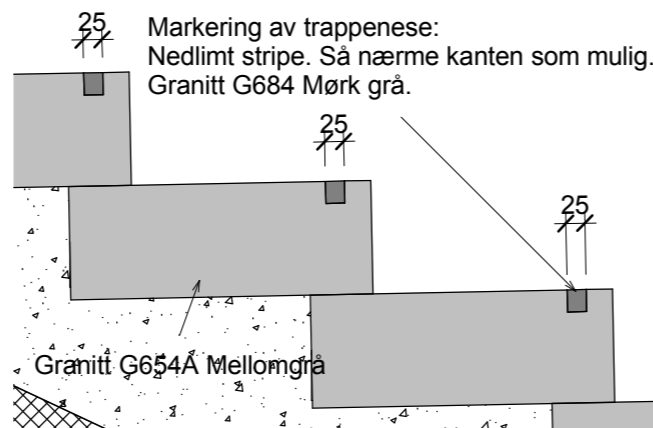 25
Markering av trappenese:
Nedlimt stripe. Så nærme kanten som mulig.
Granitt G684 Mørk grå.
25
25
Granitt G654A Mellomgrå